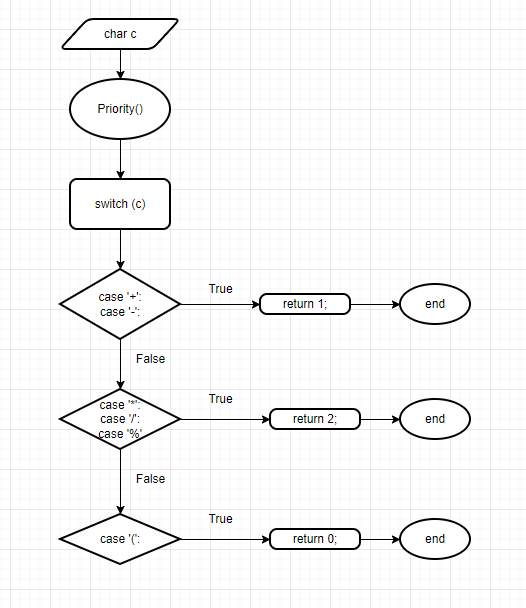 char c
Priority()
switch (c)
case '+':
case '-':
True
return 1;
end
False
case '*':
case '/':
case '%'
True
return 2;
end
False
case '(':
True
return 0;
end